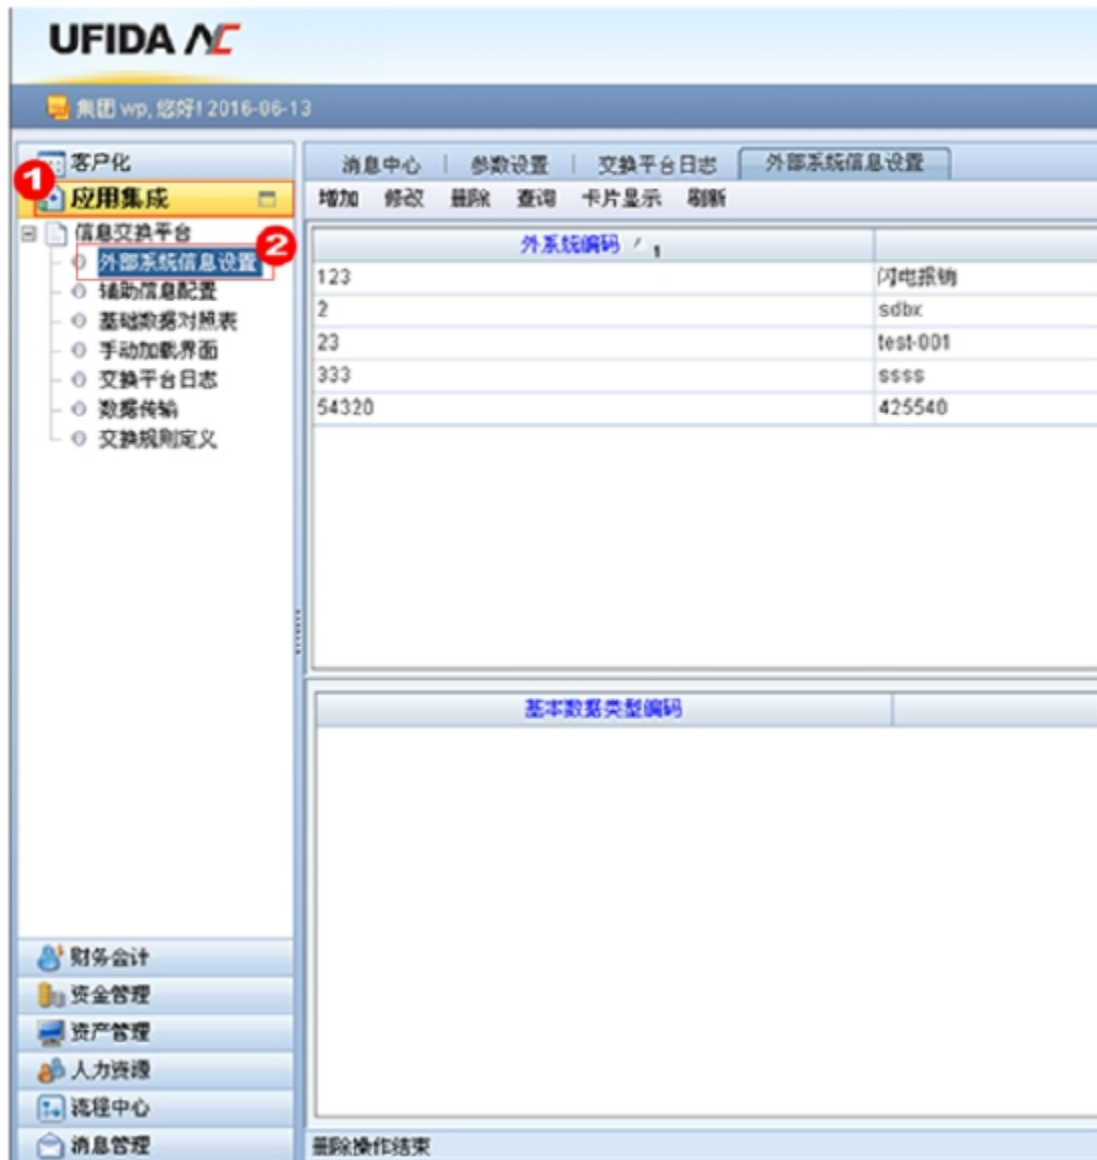 UFIDA NC
集团 wp, 您好! 2016-06-13
客户化
1
应用集成
信息交换平台
2
外部系统信息设置
辅助信息配置
基础数据对照表
手动加载界面
交换平台日志
数据传输
交换规则定义
财务会计
资金管理
资产管理
人力资源
流程中心
消息管理
消息中心 参数设置 交换平台日志 外部系统信息设置
增加 修改 删除 查询 卡片显示 刷新
外系统编码 1
123 闪电报销
2 sdbx
23 test-001
333 ssss
54320 425540
基本数据类型编码
删除操作结束